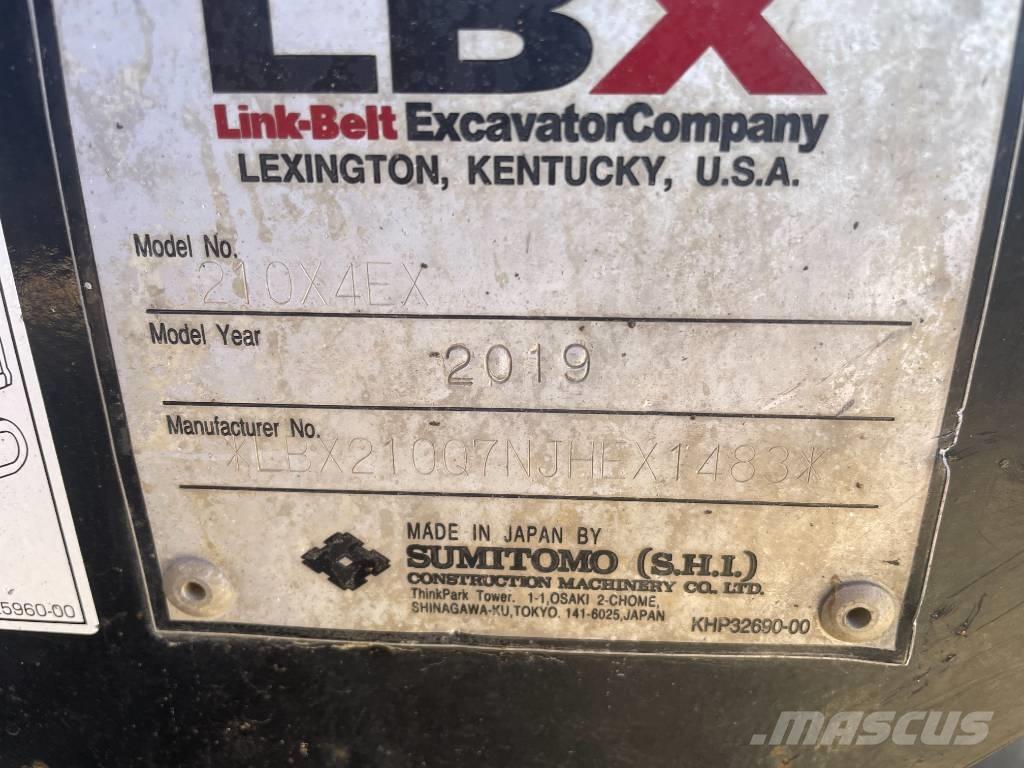 LBX
Link-Belt ExcavatorCompany
LEXINGTON, KENTUCKY, U.S.A.
Model No.
210X4EX
Model Year
2019
Manufacturer No.
*LBX210Q7NJHEX1483*
MADE IN JAPAN BY
SUMITOMO (S.H.I.)
CONSTRUCTION MACHINERY CO., LTD.
ThinkPark Tower. 1-1,OSAKI 2-CHOME,
SHINAGAWA-KU,TOKYO. 141-6025,JAPAN
KHP32690-00
5960-00
MASCUS